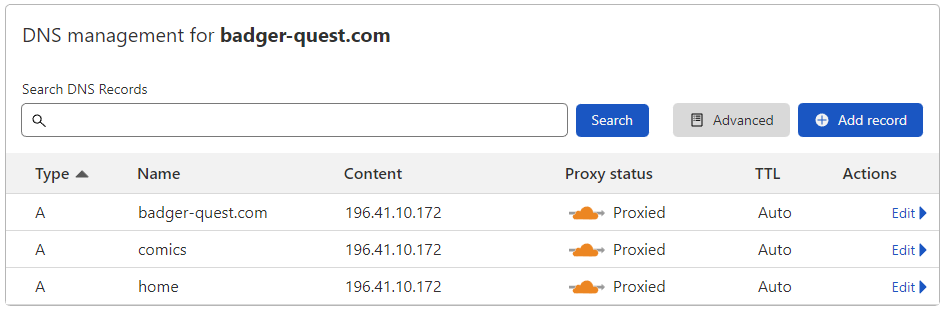 DNS management for badger-quest.com
Search DNS Records
Search Advanced Add record
Type Name Content Proxy status TTL Actions
A badger-quest.com 196.41.10.172 Proxied Auto Edit
A comics 196.41.10.172 Proxied Auto Edit
A home 196.41.10.172 Proxied Auto Edit